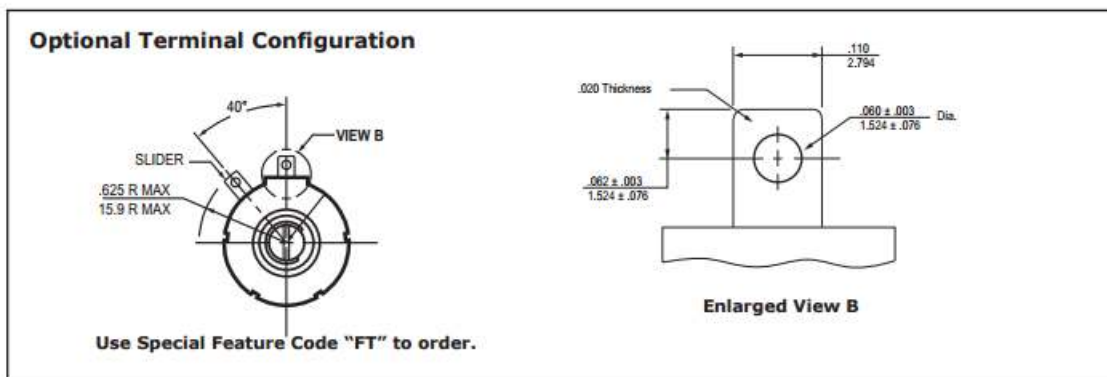 Optional Terminal Configuration
40°
VIEW B
SLIDER
.625 R MAX
15.9 R MAX
Use Special Feature Code “FT” to order.
.110
2.794
.020 Thickness
.060 ± .003
1.524 ± .076
Dia.
.062 ± .003
1.524 ± .076
Enlarged View B